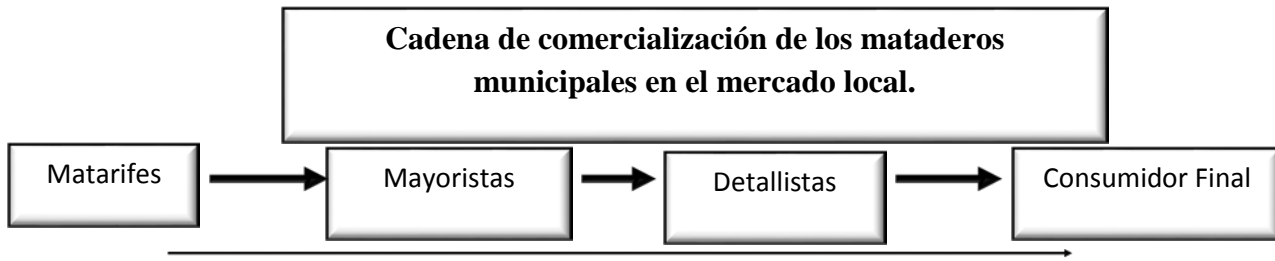 Cadena de comercialización de los mataderos
municipales en el mercado local.
Matarifes
Mayoristas
Detallistas
Consumidor Final